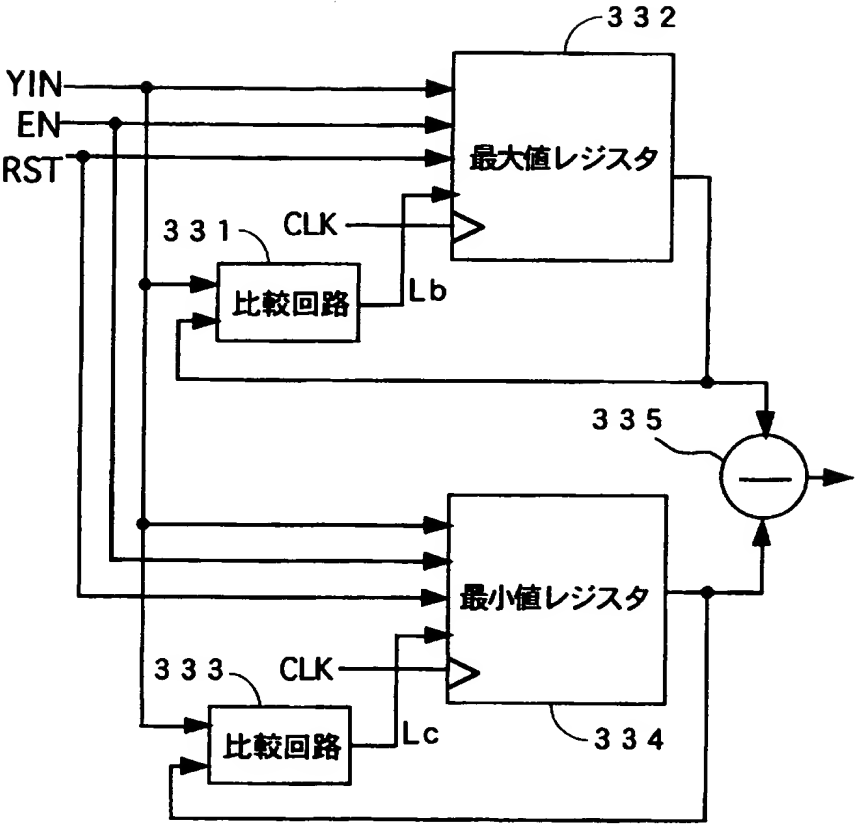 332
YIN
EN
RST
最大値レジスタ
331
CLK
比較回路
Lb
335
最小値レジスタ
333
CLK
比較回路
Lc
334